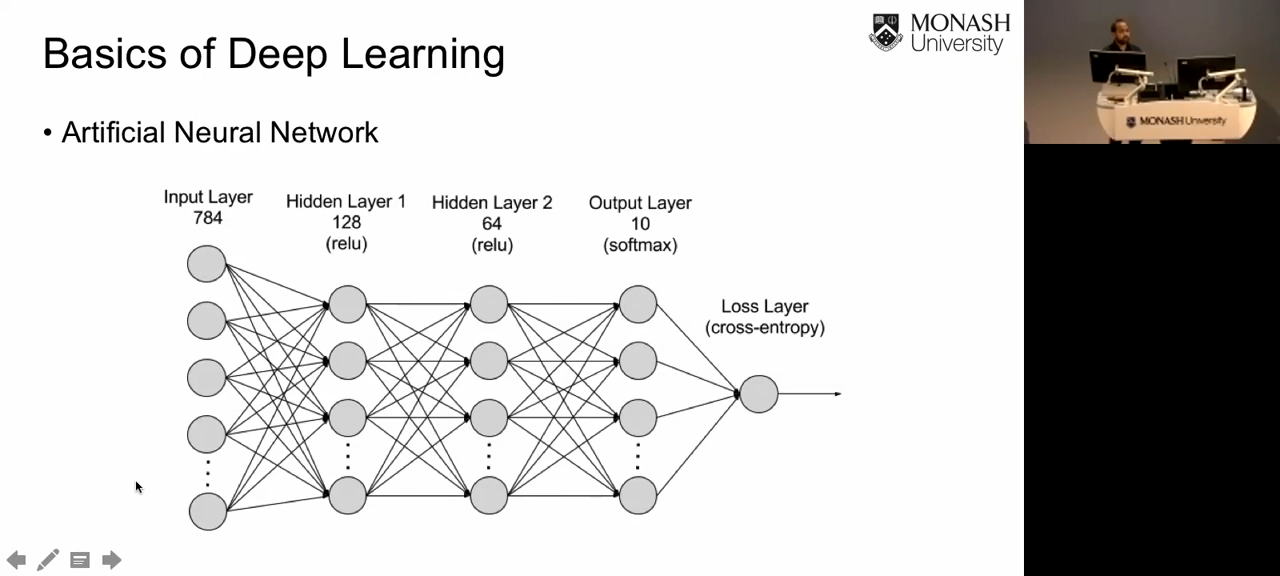 Basics of Deep Learning
MONASH
University
• Artificial Neural Network
Input Layer
784
Hidden Layer 1
128
(relu)
Hidden Layer 2
64
(relu)
Output Layer
10
(softmax)
Loss Layer
(cross-entropy)
MONASH University